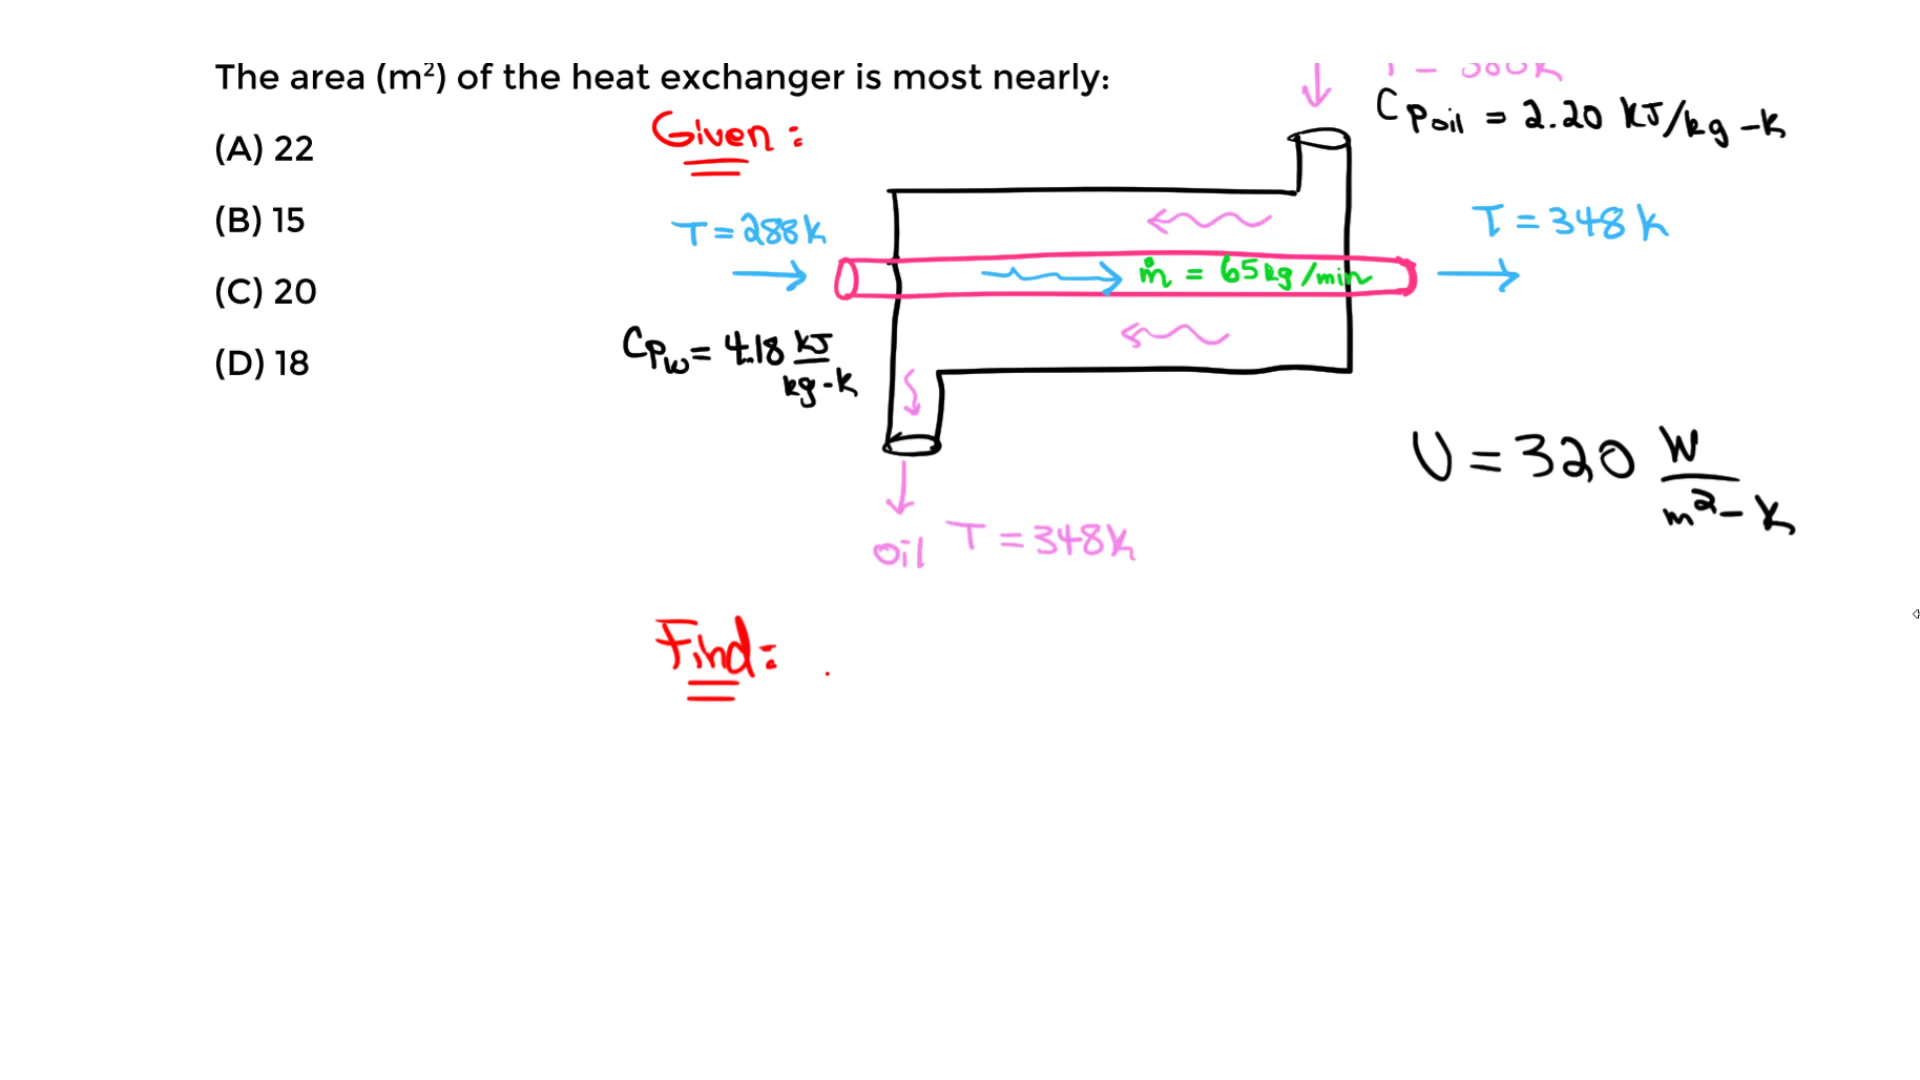 The area (m²) of the heat exchanger is most nearly:
(A) 22
(B) 15
(C) 20
(D) 18
Given:
Cpoil = 2.20 kJ/kg-K
T = 288K
T = 348K
ṁ = 65kg/min
Cpw = 4.18 kJ/kg-K
U = 320 W/m²-K
oil T = 348K
Find: